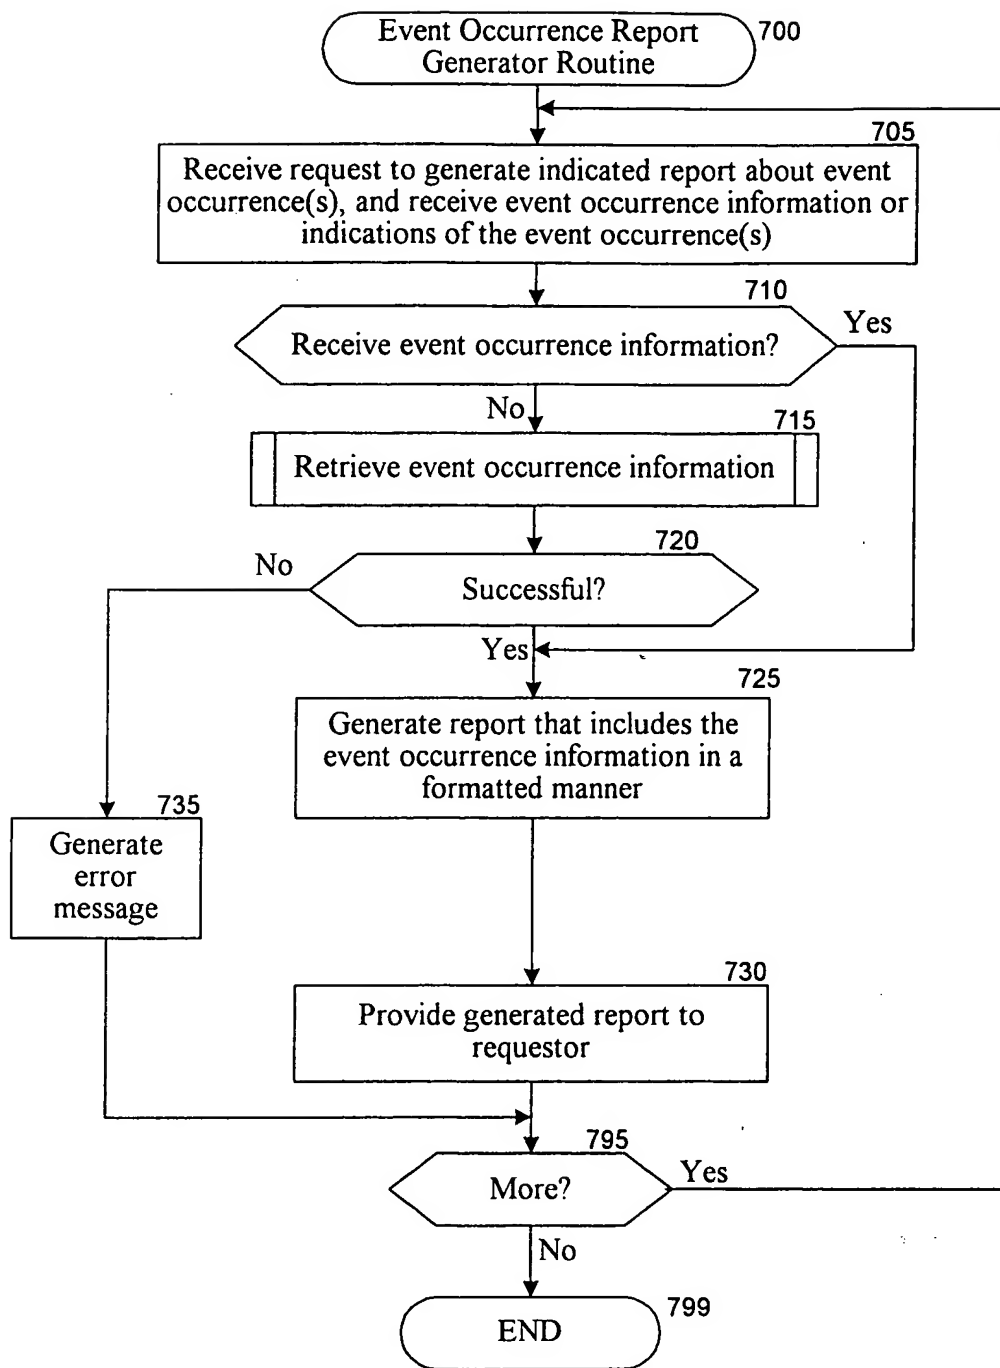 Event Occurrence Report
Generator Routine
700
705
Receive request to generate indicated report about event
occurrence(s), and receive event occurrence information or
indications of the event occurrence(s)
710
Receive event occurrence information?
Yes
No
715
Retrieve event occurrence information
720
No
Successful?
Yes
725
Generate report that includes the
event occurrence information in a
formatted manner
735
Generate
error
message
730
Provide generated report to
requestor
795
More?
Yes
No
799
END